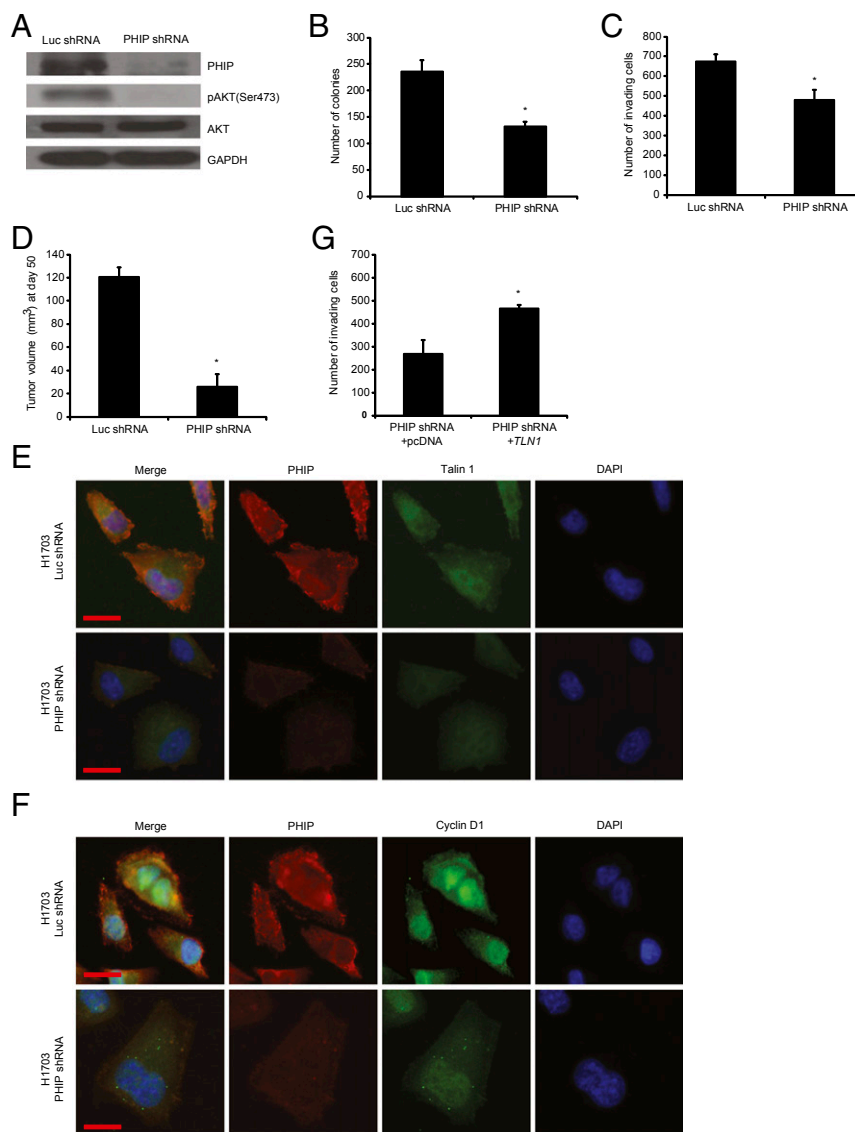 A
Luc shRNA PHIP shRNA
PHIP
pAKT(Ser473)
AKT
GAPDH
B
Number of colonies
250
200
150
100
50
0
*
Luc shRNA PHIP shRNA
C
Number of invading cells
800
700
600
500
400
300
200
100
0
*
Luc shRNA PHIP shRNA
D
Tumor volume (mm3) at day 50
140
120
100
80
60
40
20
0
*
Luc shRNA PHIP shRNA
G
Number of invading cells
700
600
500
400
300
200
100
0
*
PHIP shRNA PHIP shRNA
+pcDNA +TLN1
E
Merge PHIP Talin 1 DAPI
H1703
Luc shRNA
H1703
PHIP shRNA
F
Merge PHIP Cyclin D1 DAPI
H1703
Luc shRNA
H1703
PHIP shRNA